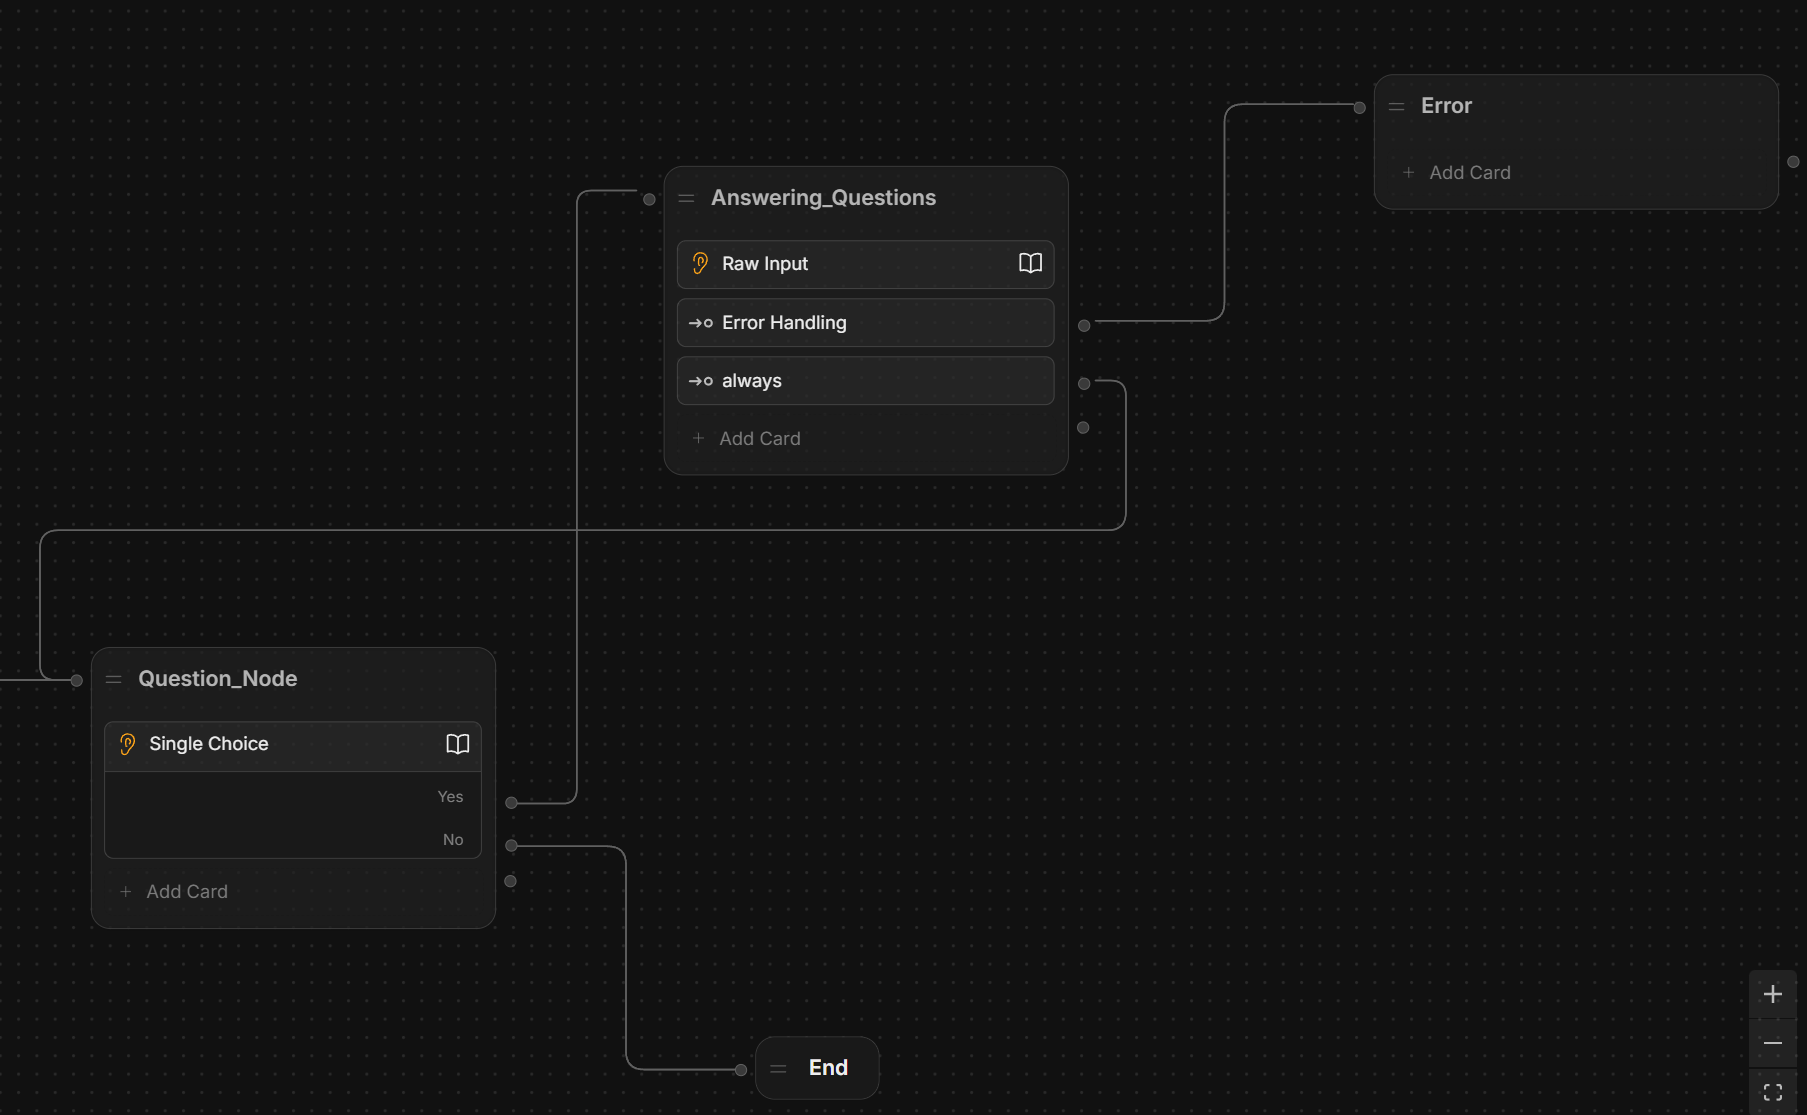 Error
Add Card
Answering_Questions
Raw Input
Error Handling
always
Add Card
Question_Node
Single Choice
Yes
No
Add Card
End